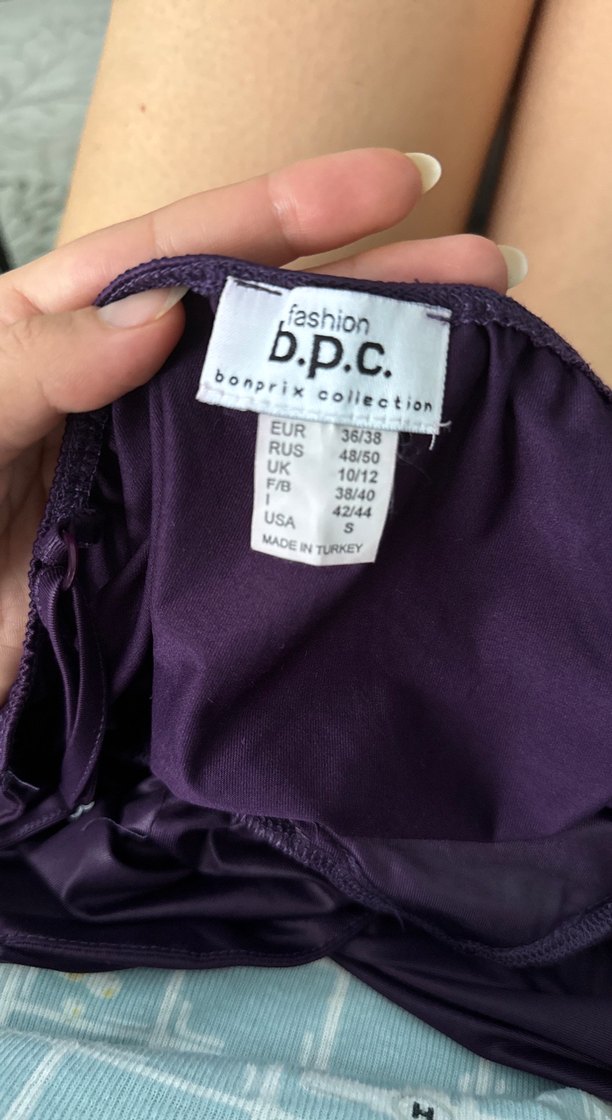 fashion
b.p.c.
bonprix collection
EUR 36/38
RUS 48/50
UK 10/12
F/B 38/40
I 42/44
USA S
MADE IN TURKEY
H